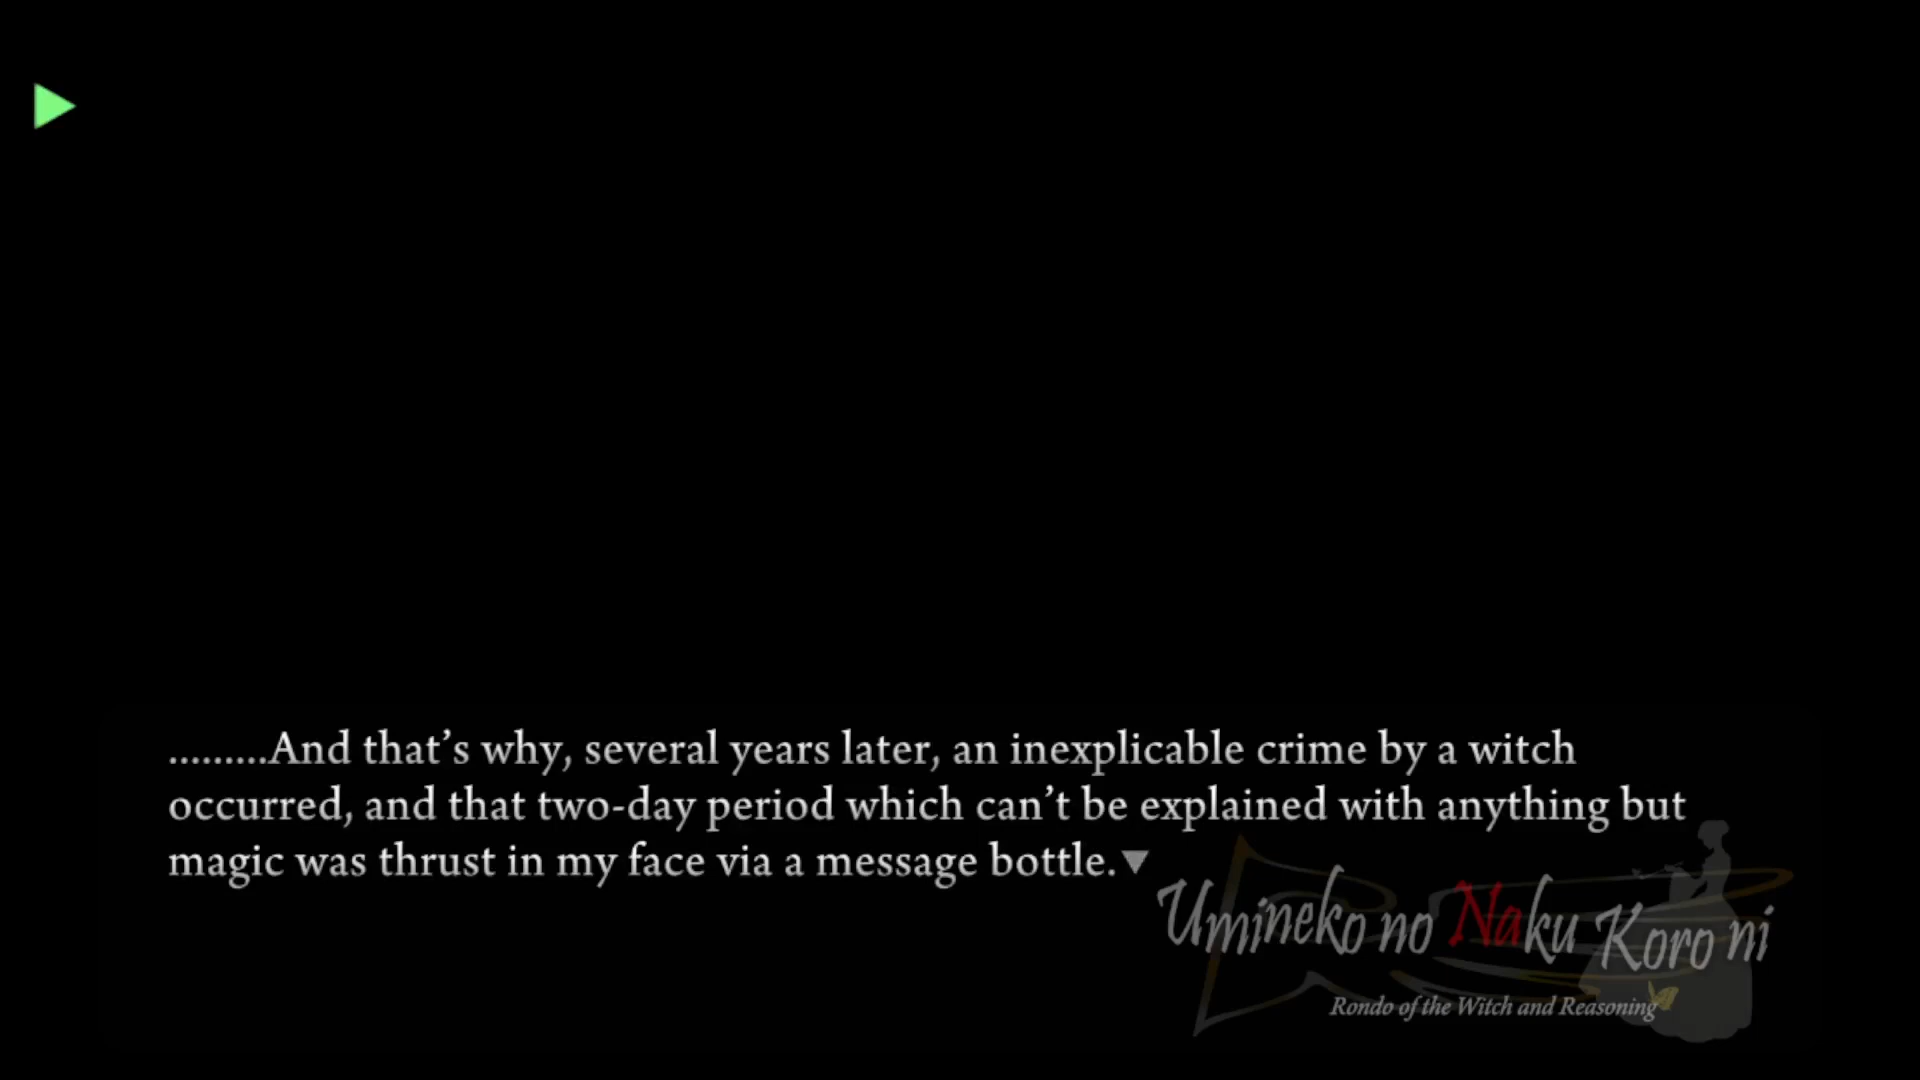 .........And that’s why, several years later, an inexplicable crime by a witch
occurred, and that two-day period which can’t be explained with anything but
magic was thrust in my face via a message bottle.
Umineko no Naku Koro ni
Rondo of the Witch and Reasoning